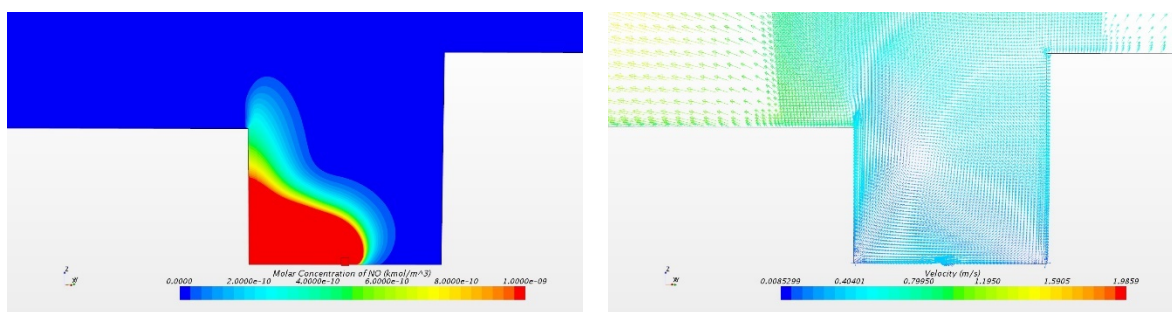 Molar Concentration of NO (kmol/m^3)
0.0000 2.0000e-10 4.0000e-10 6.0000e-10 8.0000e-10 1.0000e-09
Velocity (m/s)
0.0085299 0.40401 0.79950 1.1950 1.5905 1.9859